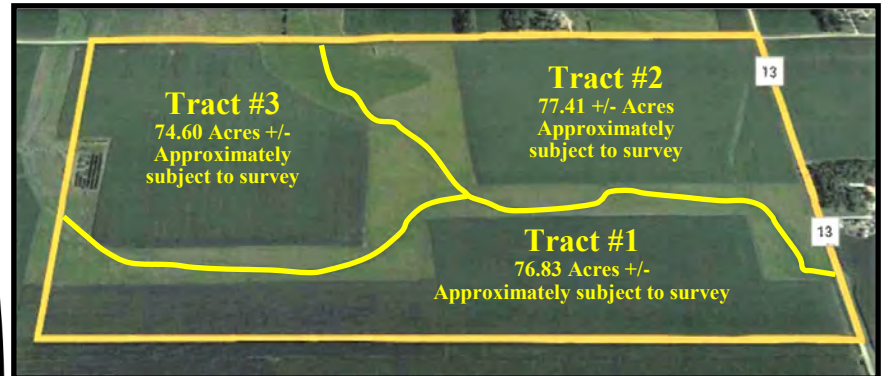 Tract #3
74.60 Acres +/-
Approximately
subject to survey
Tract #2
77.41 +/- Acres
Approximately
subject to survey
13
13
Tract #1
76.83 Acres +/-
Approximately subject to survey